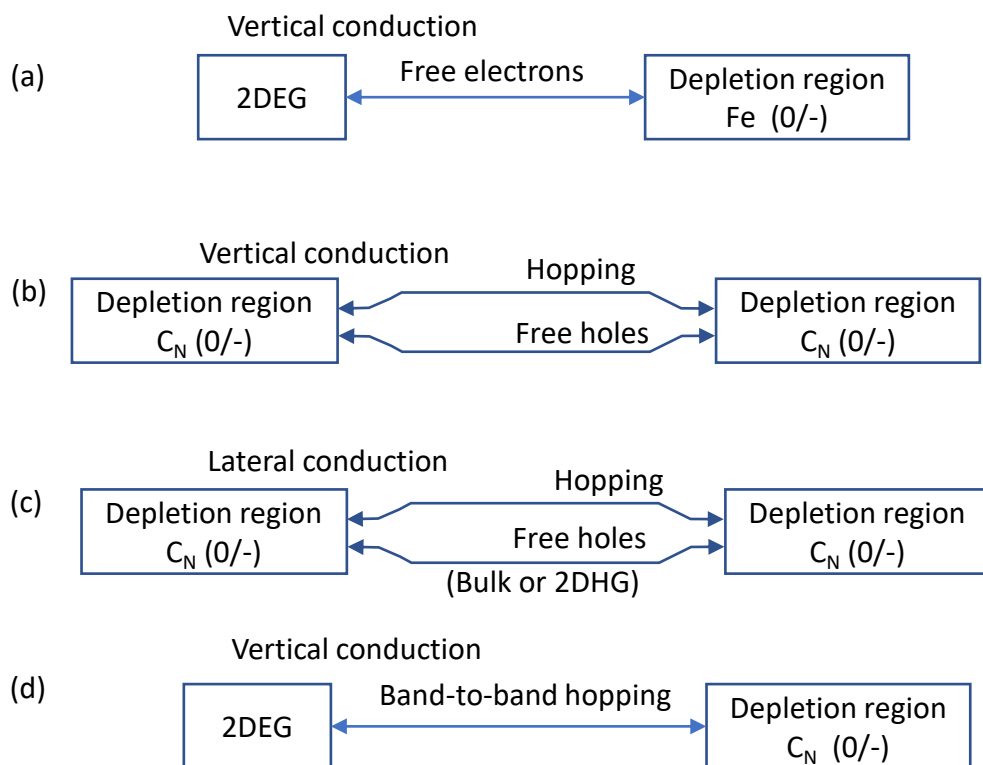 Vertical conduction
(a)
2DEG
Free electrons
Depletion region
Fe (0/-)
Vertical conduction
(b)
Depletion region
C_N (0/-)
Hopping
Free holes
Depletion region
C_N (0/-)
Lateral conduction
(c)
Depletion region
C_N (0/-)
Hopping
Free holes
(Bulk or 2DHG)
Depletion region
C_N (0/-)
Vertical conduction
(d)
2DEG
Band-to-band hopping
Depletion region
C_N (0/-)